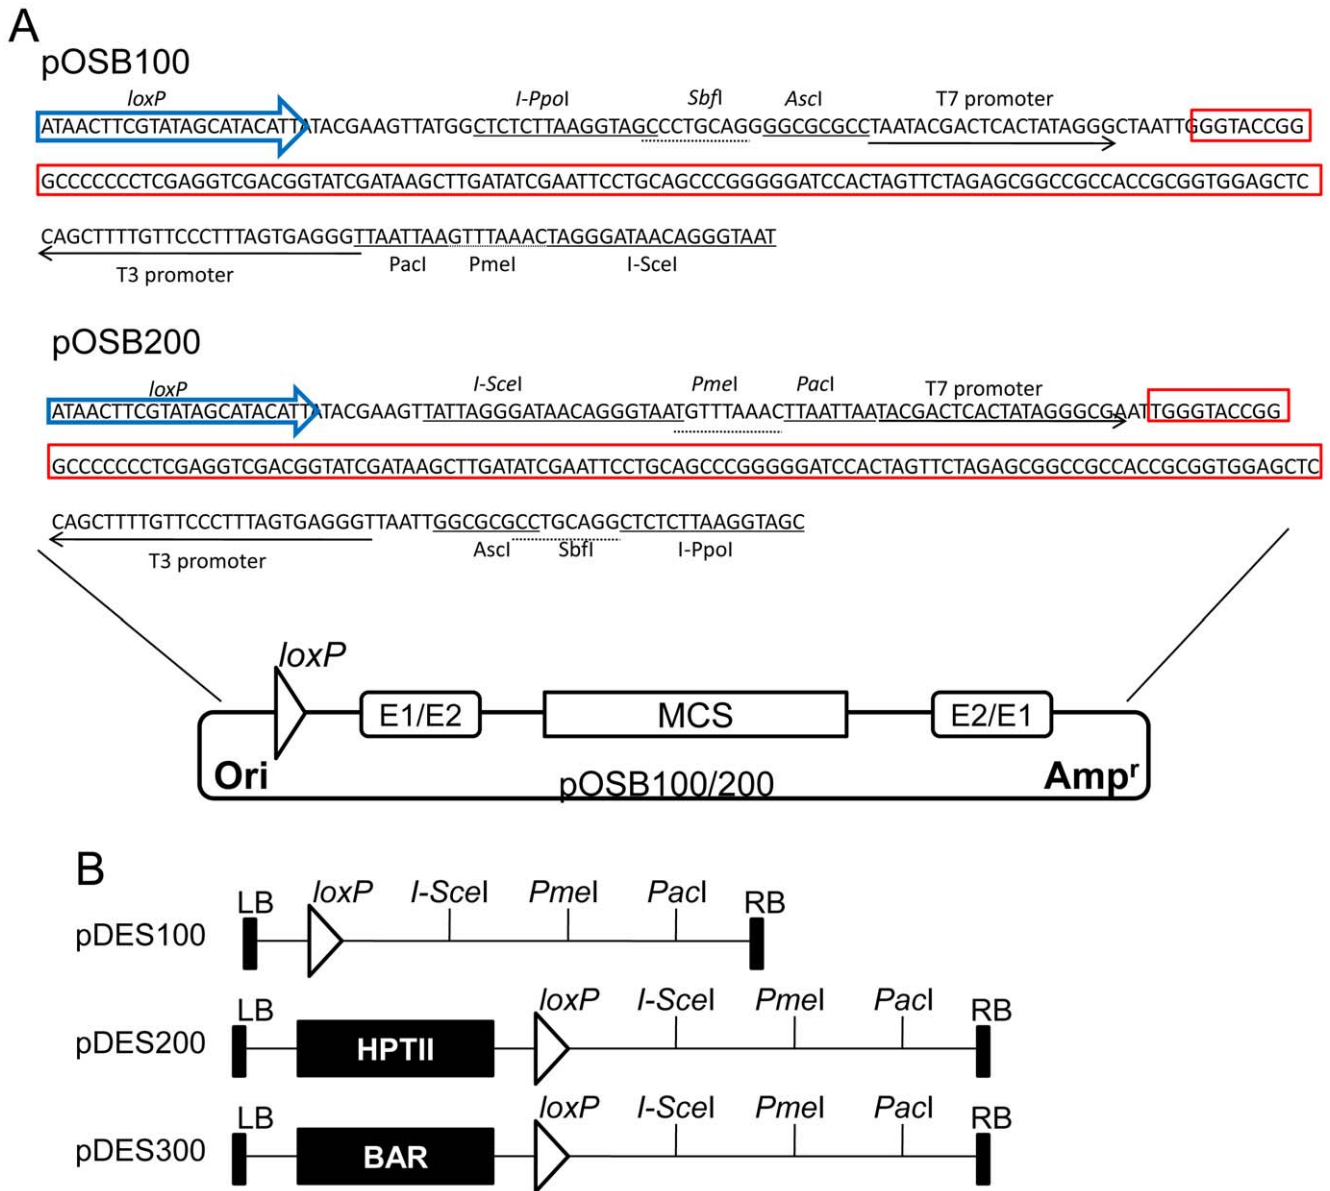 A
pOSB100
loxP I-PpoI SbfI AscI T7 promoter
ATAACTTCGTATAGCATACATTATACGAAGTTATGGCTCTCTTAAGGTAGCCCCTGCAGGGGCGCGCCTAATACGACTCACTATAGGGCTAATTGGGTACCGG
GCCCCCCCTCGAGGTCGACGGTATCGATAAGCTTGATATCGAATTCCTGCAGCCCGGGGGATCCACTAGTTCTAGAGCGGCCGCCACCGCGGTGGAGCTC
CAGCTTTTGTTCCCTTTAGTGAGGGTTAATTAAGTTTAAACTAGGGATAACAGGGTAAT
T3 promoter PacI PmeI I-SceI
pOSB200
loxP I-SceI PmeI PacI T7 promoter
ATAACTTCGTATAGCATACATTATACGAAGTTATTAGGGATAACAGGGTAATGTTTAAACTTAATTAATACGACTCACTATAGGGCGAATTGGGTACCGG
GCCCCCCCTCGAGGTCGACGGTATCGATAAGCTTGATATCGAATTCCTGCAGCCCGGGGGATCCACTAGTTCTAGAGCGGCCGCCACCGCGGTGGAGCTC
CAGCTTTTGTTCCCTTTAGTGAGGGTTAATTGGCGCGCCTGCAGGCTCTCTTAAGGTAGC
T3 promoter AscI SbfI I-PpoI
loxP
E1/E2 MCS E2/E1
Ori pOSB100/200 Ampʳ
B
LB loxP I-SceI PmeI PacI RB
pDES100
LB loxP I-SceI PmeI PacI RB
pDES200 HPTII
LB loxP I-SceI PmeI PacI RB
pDES300 BAR